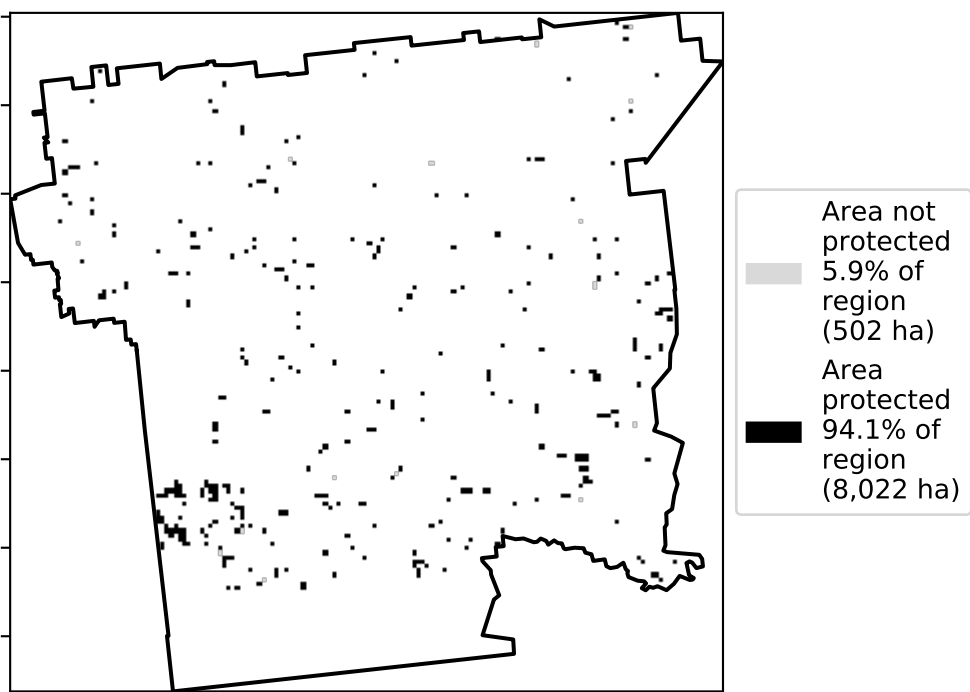 Area not
protected
5.9% of
region
(502 ha)
Area
protected
94.1% of
region
(8,022 ha)